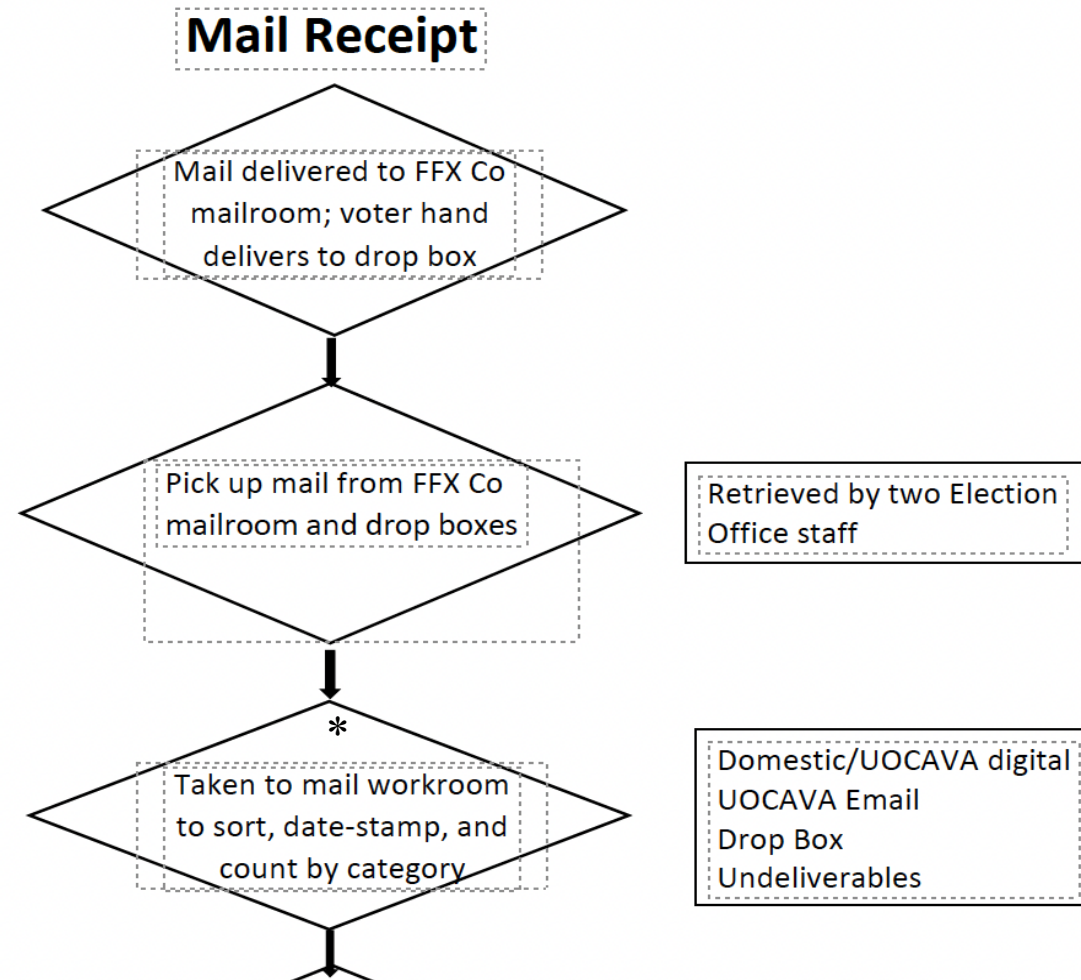 Mail Receipt
Mail delivered to FFX Co
mailroom; voter hand
delivers to drop box
Pick up mail from FFX Co
mailroom and drop boxes
Retrieved by two Election
Office staff
*
Taken to mail workroom
to sort, date-stamp, and
count by category
Domestic/UOCAVA digital
UOCAVA Email
Drop Box
Undeliverables